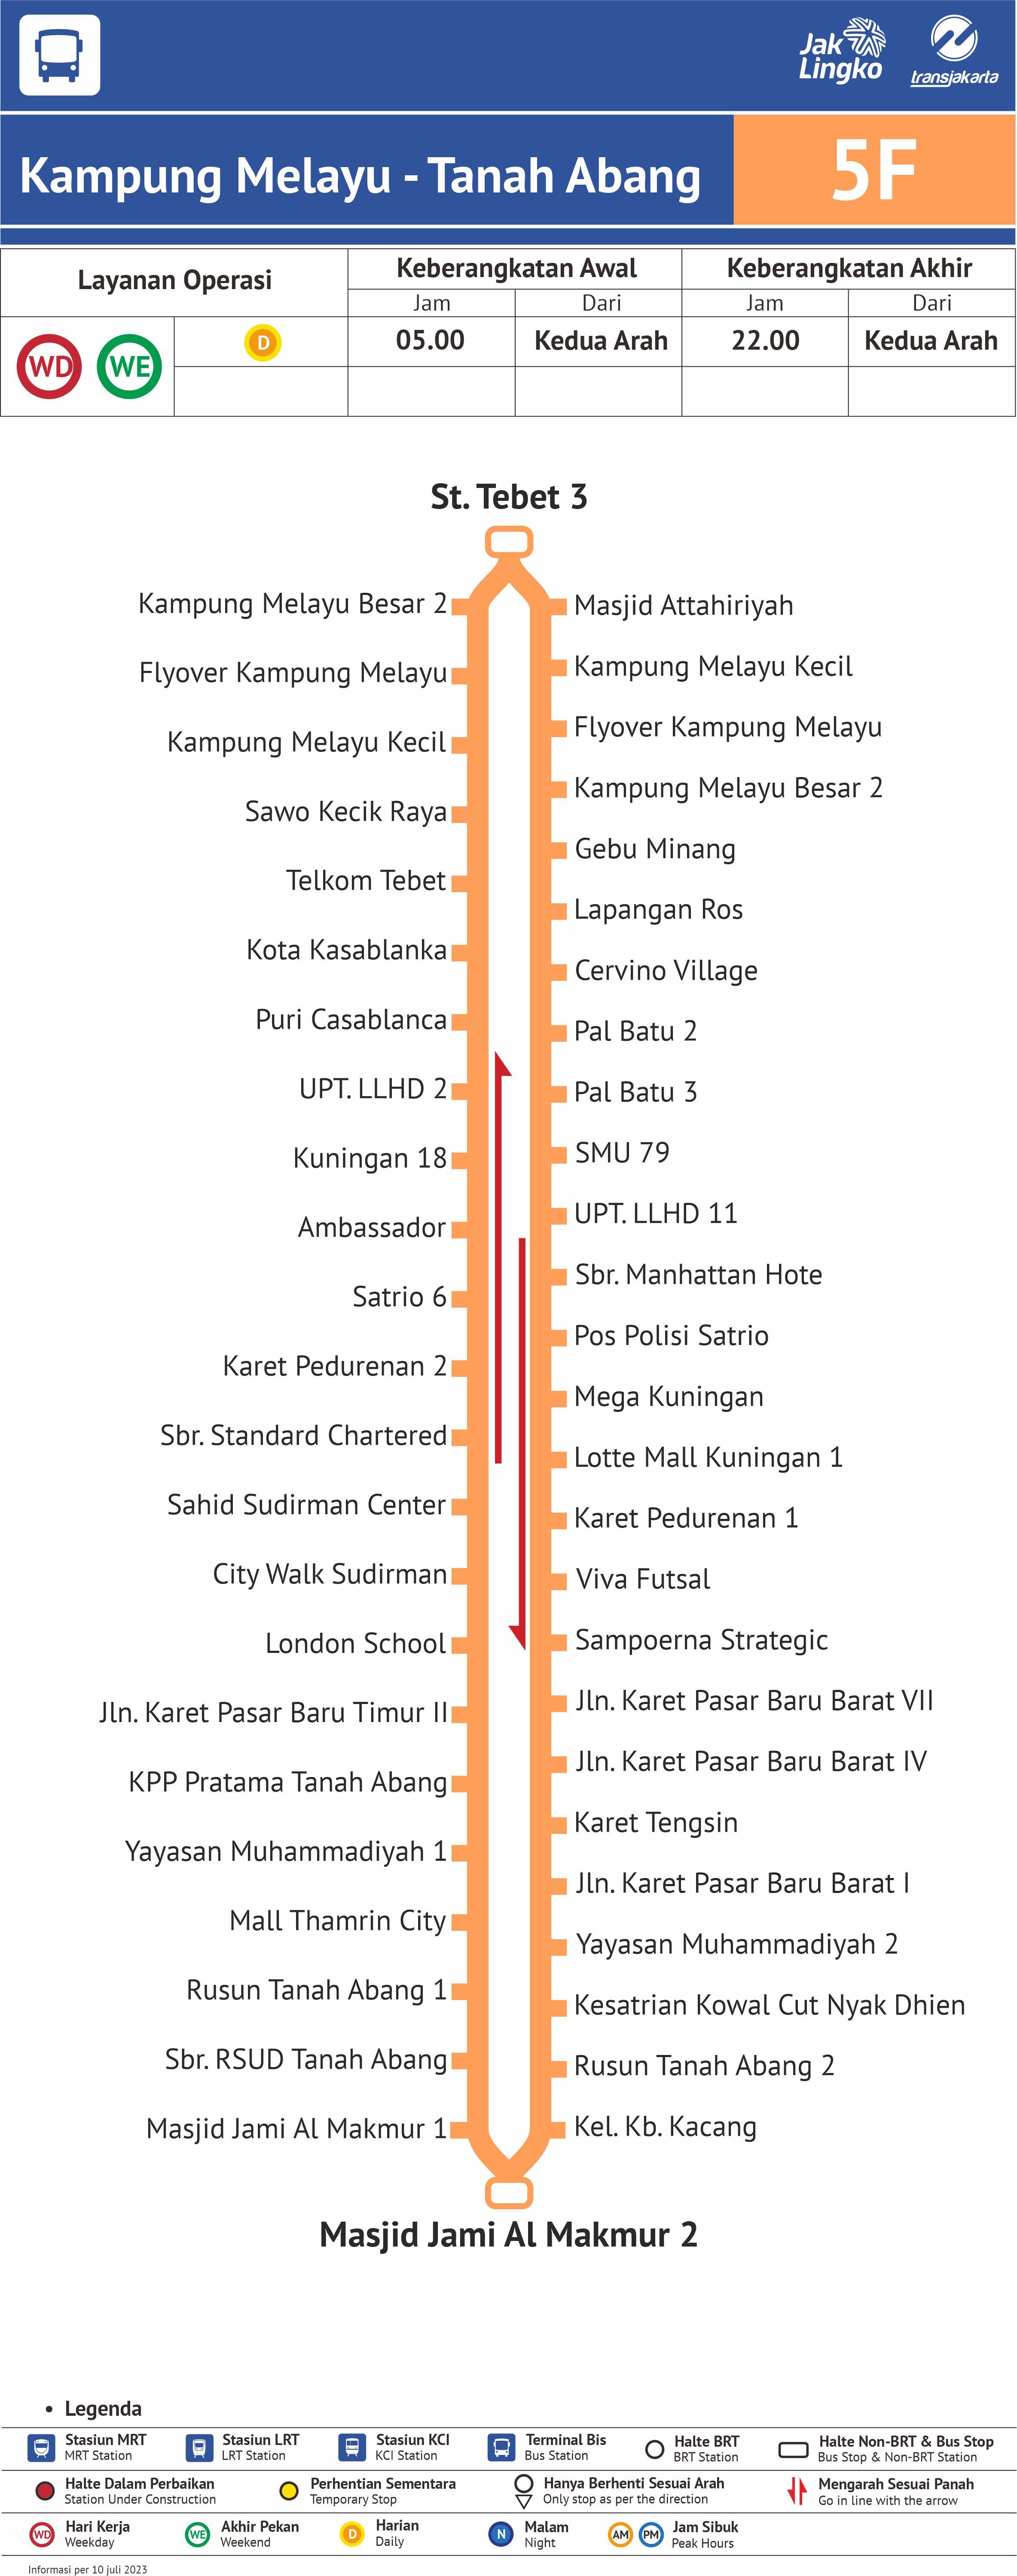 Jak
Lingko
transjakarta
Kampung Melayu - Tanah Abang
5F
Layanan Operasi
Keberangkatan Awal
Keberangkatan Akhir
Jam
Dari
Jam
Dari
WD
WE
D
05.00
Kedua Arah
22.00
Kedua Arah
St. Tebet 3
Kampung Melayu Besar 2
Flyover Kampung Melayu
Kampung Melayu Kecil
Sawo Kecik Raya
Telkom Tebet
Kota Kasablanka
Puri Casablanca
UPT. LLHD 2
Kuningan 18
Ambassador
Satrio 6
Karet Pedurenan 2
Sbr. Standard Chartered
Sahid Sudirman Center
City Walk Sudirman
London School
Jln. Karet Pasar Baru Timur II
KPP Pratama Tanah Abang
Yayasan Muhammadiyah 1
Mall Thamrin City
Rusun Tanah Abang 1
Sbr. RSUD Tanah Abang
Masjid Jami Al Makmur 1
Masjid Attahiriyah
Kampung Melayu Kecil
Flyover Kampung Melayu
Kampung Melayu Besar 2
Gebu Minang
Lapangan Ros
Cervino Village
Pal Batu 2
Pal Batu 3
SMU 79
UPT. LLHD 11
Sbr. Manhattan Hote
Pos Polisi Satrio
Mega Kuningan
Lotte Mall Kuningan 1
Karet Pedurenan 1
Viva Futsal
Sampoerna Strategic
Jln. Karet Pasar Baru Barat VII
Jln. Karet Pasar Baru Barat IV
Karet Tengsin
Jln. Karet Pasar Baru Barat I
Yayasan Muhammadiyah 2
Kesatrian Kowal Cut Nyak Dhien
Rusun Tanah Abang 2
Kel. Kb. Kacang
Masjid Jami Al Makmur 2
• Legenda
Stasiun MRT
MRT Station
Stasiun LRT
LRT Station
Stasiun KCI
KCI Station
Terminal Bis
Bus Station
Halte BRT
BRT Station
Halte Non-BRT & Bus Stop
Bus Stop & Non-BRT Station
Halte Dalam Perbaikan
Station Under Construction
Perhentian Sementara
Temporary Stop
Hanya Berhenti Sesuai Arah
Only stop as per the direction
Mengarah Sesuai Panah
Go in line with the arrow
WD
Hari Kerja
Weekday
WE
Akhir Pekan
Weekend
D
Harian
Daily
N
Malam
Night
AM
PM
Jam Sibuk
Peak Hours
Informasi per 10 juli 2023